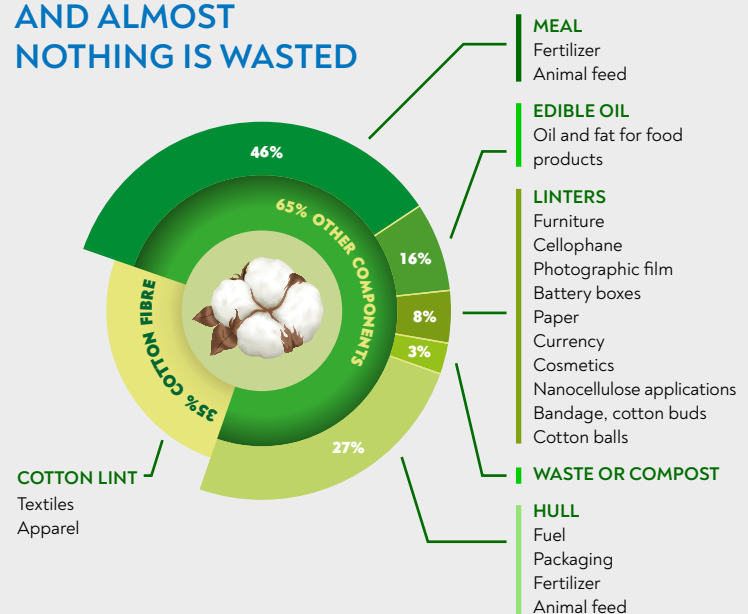 AND ALMOST
NOTHING IS WASTED
46%
65% OTHER COMPONENTS
16%
8%
3%
27%
35% COTTON FIBRE
COTTON LINT
Textiles
Apparel
MEAL
Fertilizer
Animal feed
EDIBLE OIL
Oil and fat for food
products
LINTERS
Furniture
Cellophane
Photographic film
Battery boxes
Paper
Currency
Cosmetics
Nanocellulose applications
Bandage, cotton buds
Cotton balls
WASTE OR COMPOST
HULL
Fuel
Packaging
Fertilizer
Animal feed